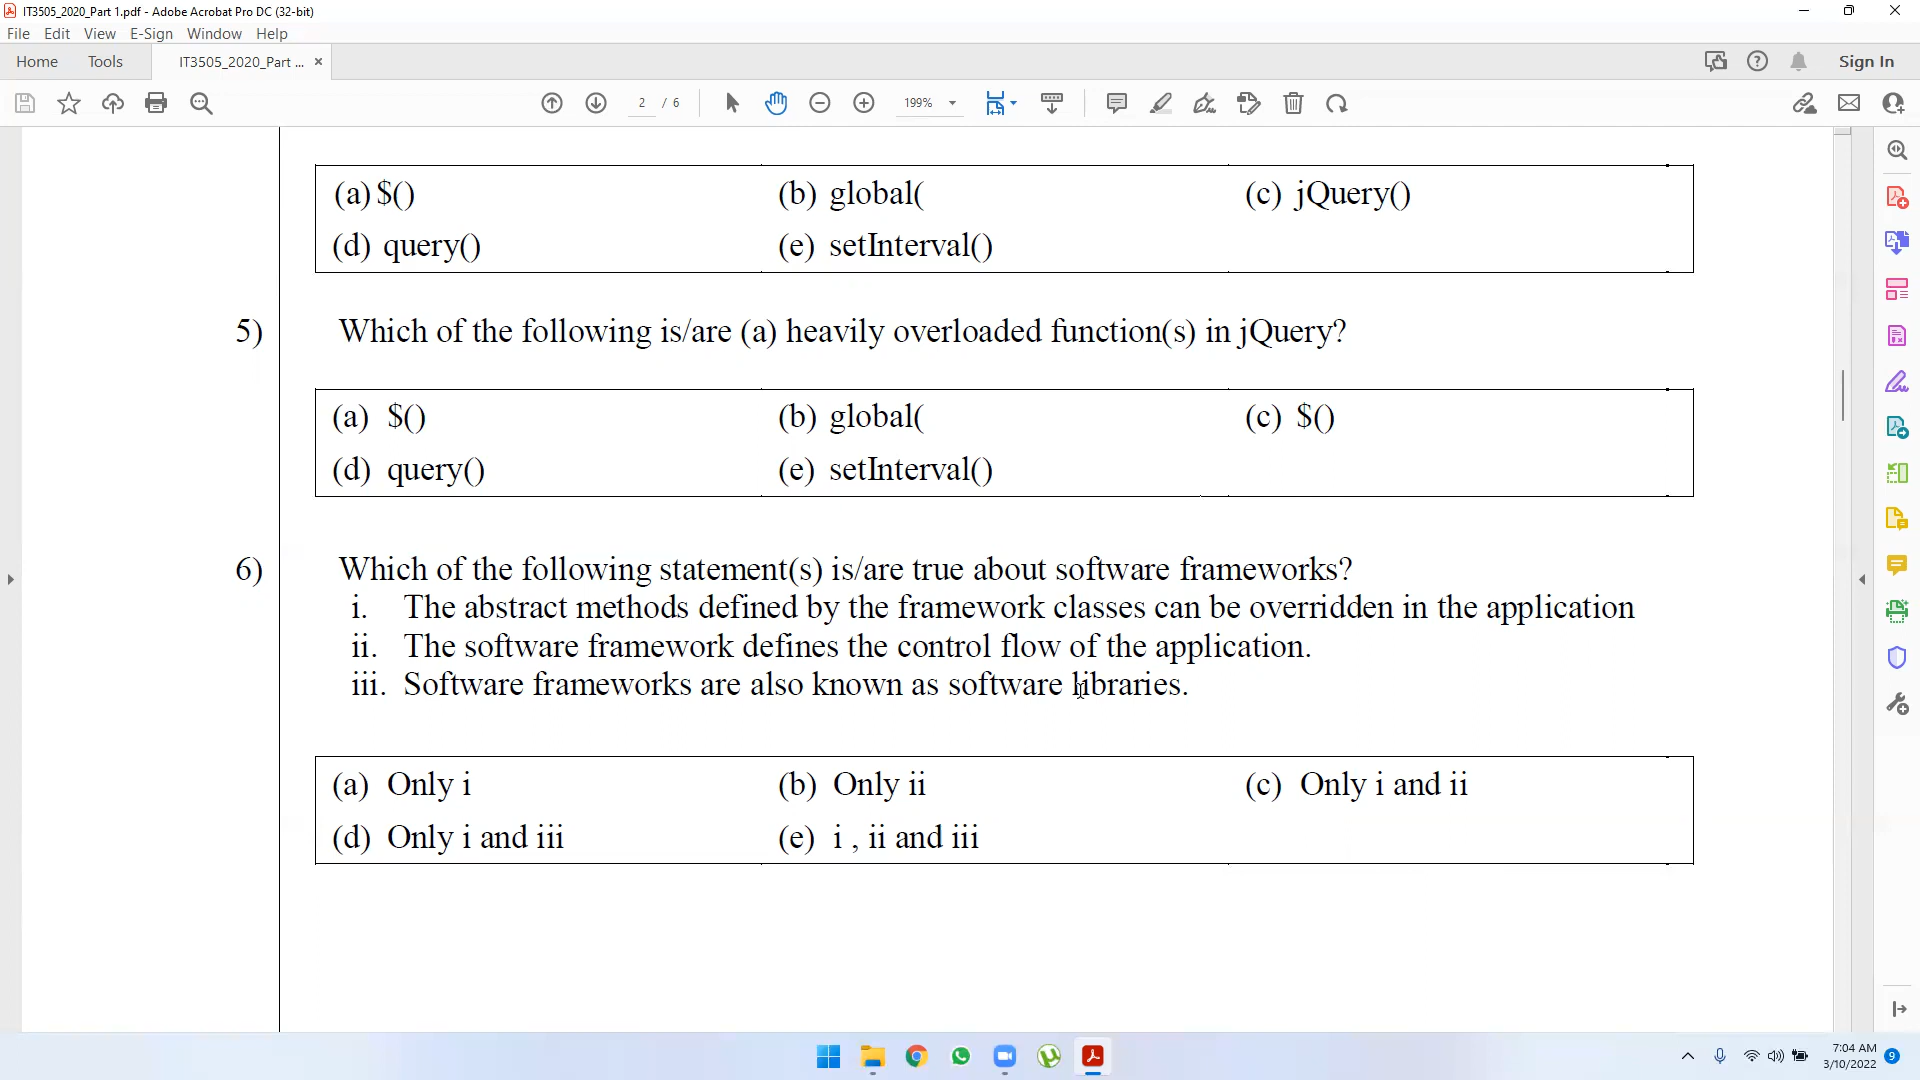 IT3505_2020_Part 1.pdf - Adobe Acrobat Pro DC (32-bit)
File Edit View E-Sign Window Help
Home Tools IT3505_2020_Part ... × Sign In
2 / 6 199%
(a) $() (b) global( (c) jQuery()
(d) query() (e) setInterval()
5) Which of the following is/are (a) heavily overloaded function(s) in jQuery?
(a) $() (b) global( (c) $()
(d) query() (e) setInterval()
6) Which of the following statement(s) is/are true about software frameworks?
i. The abstract methods defined by the framework classes can be overridden in the application
ii. The software framework defines the control flow of the application.
iii. Software frameworks are also known as software libraries.
(a) Only i (b) Only ii (c) Only i and ii
(d) Only i and iii (e) i , ii and iii
7:04 AM
3/10/2022 9